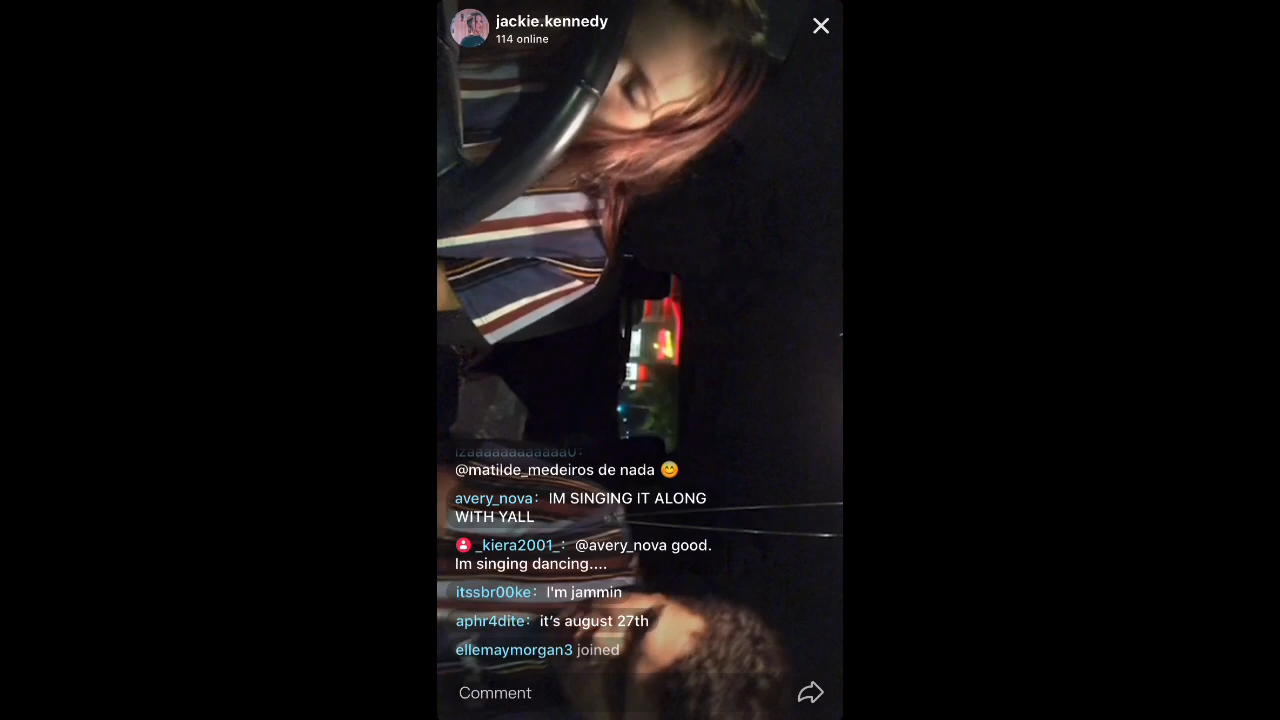 jackie.kennedy
114 online
@matilde_medeiros de nada 😊
avery_nova: IM SINGING IT ALONG
WITH YALL
_kiera2001_: @avery_nova good.
Im singing dancing....
itssbr00ke: I'm jammin
aphr4dite: it's august 27th
ellemaymorgan3 joined
Comment